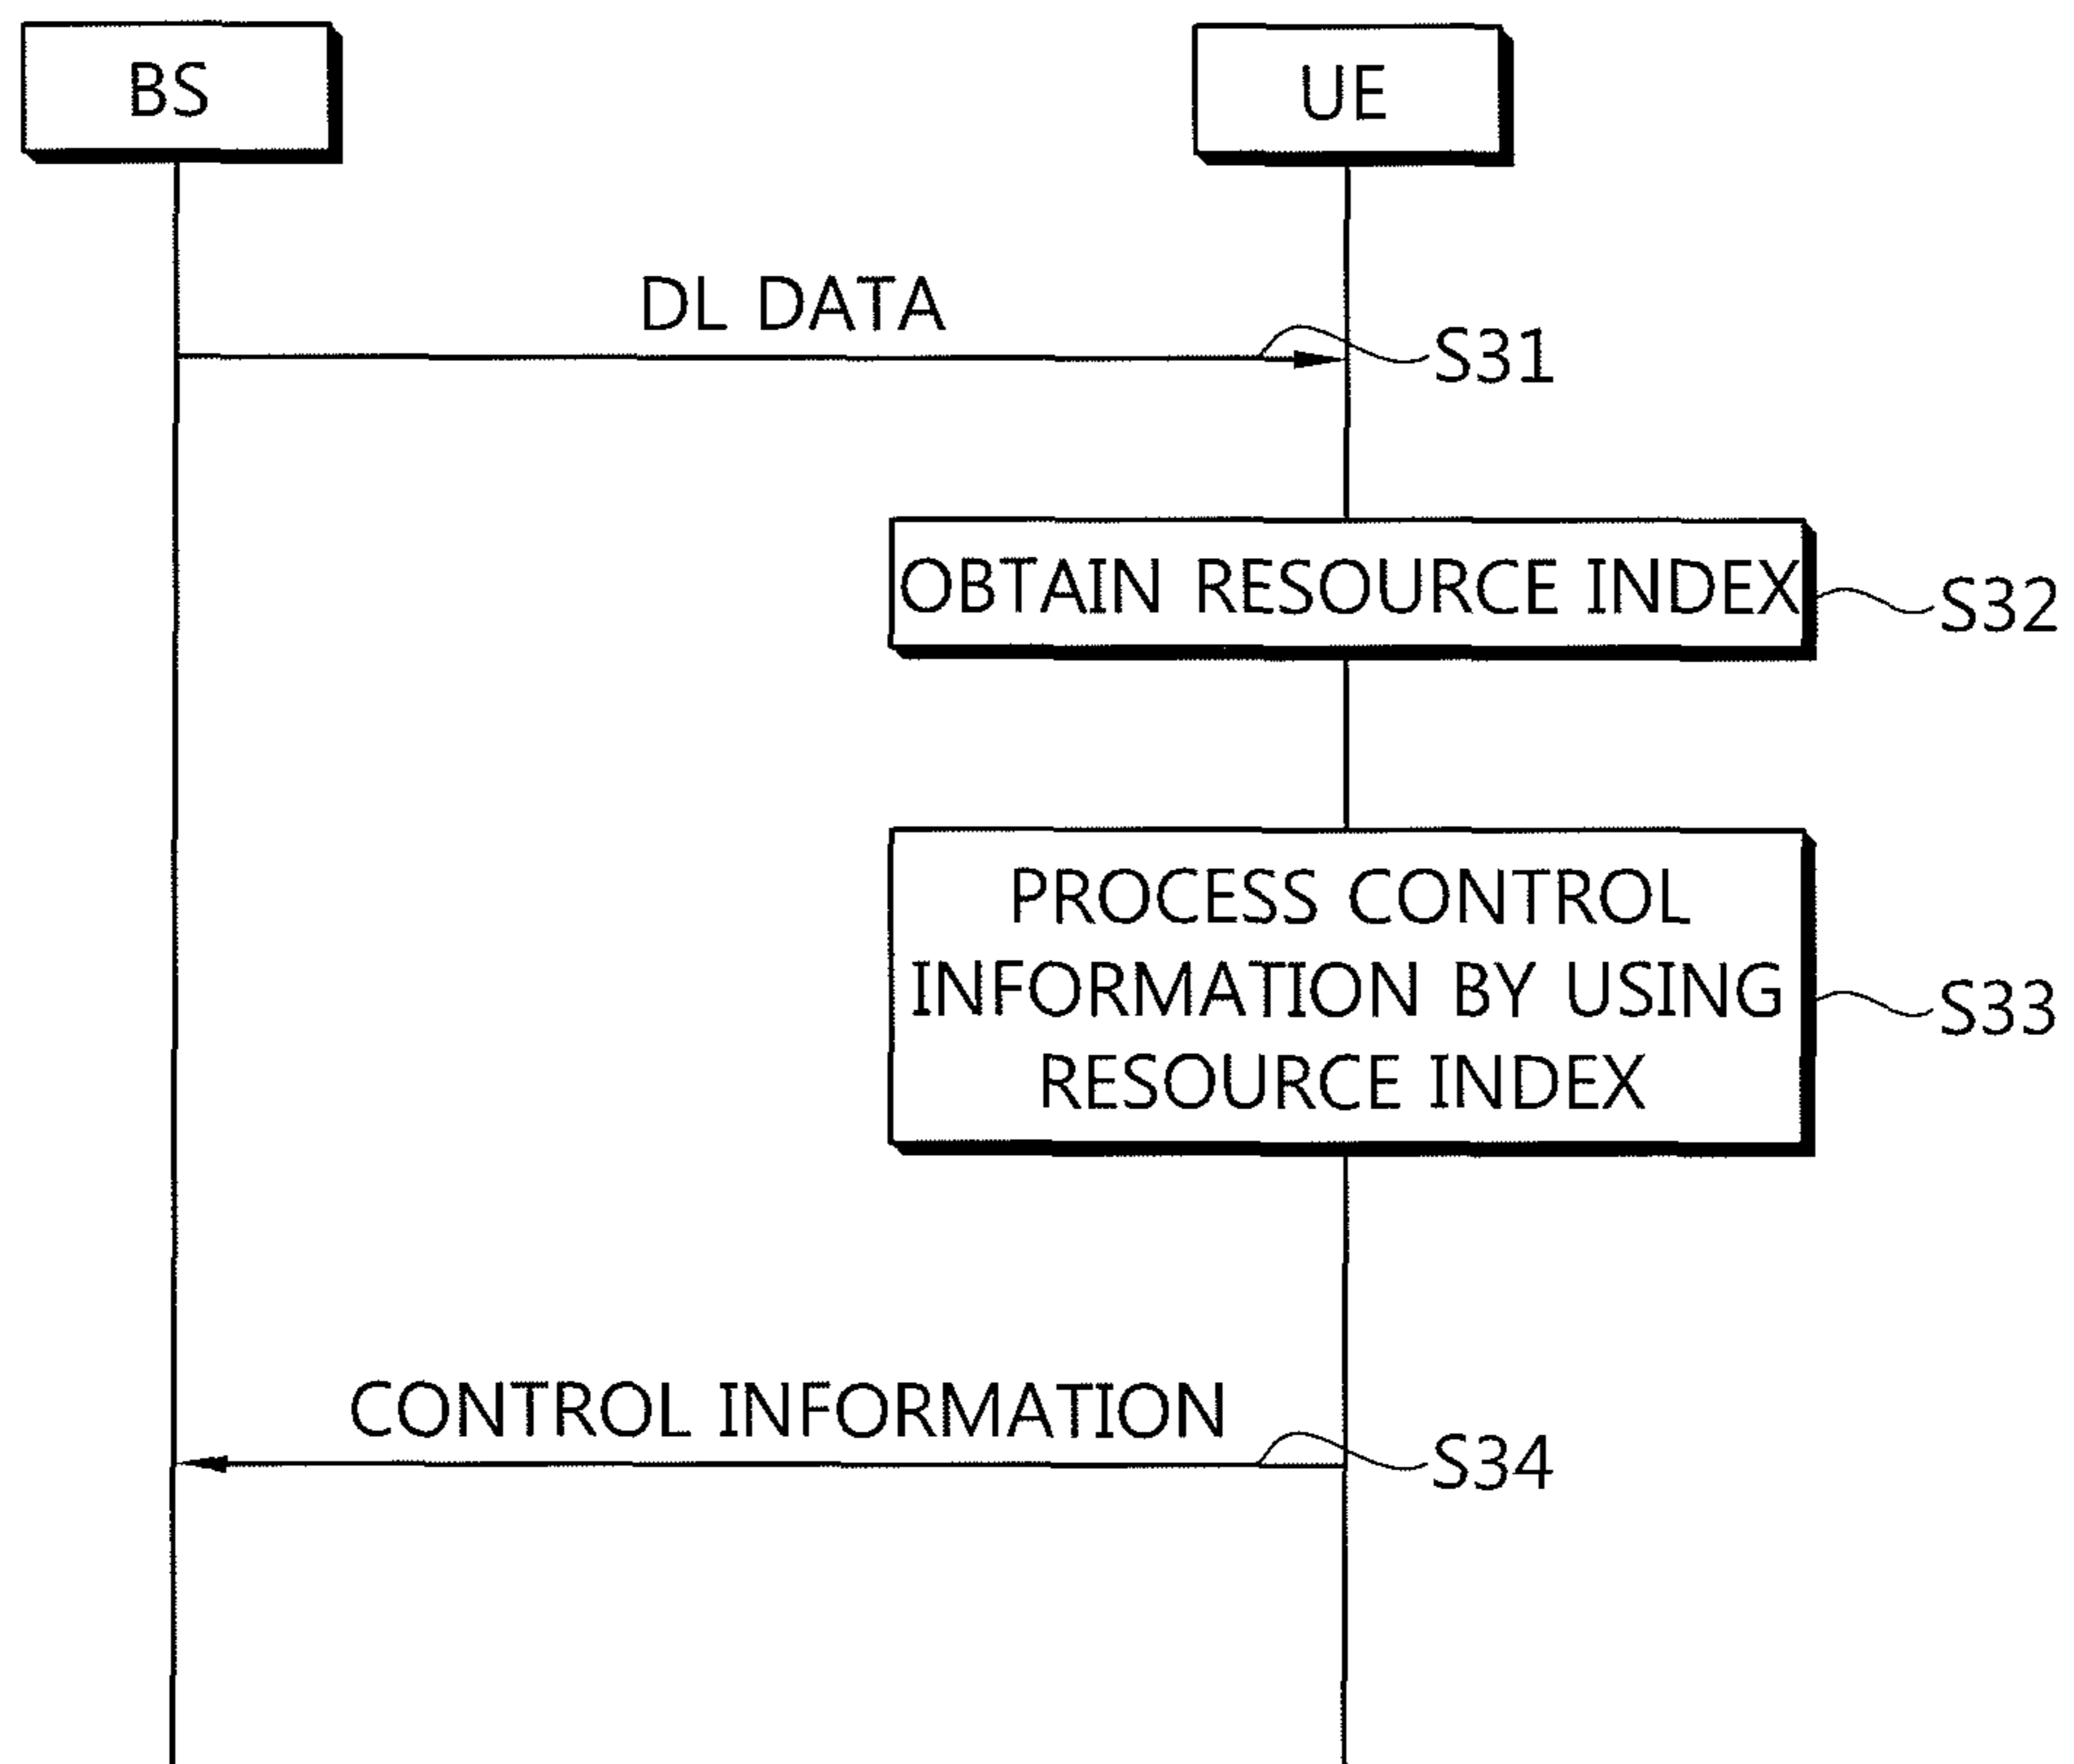 BS
UE
DL DATA
S31
OBTAIN RESOURCE INDEX
S32
PROCESS CONTROL
INFORMATION BY USING
RESOURCE INDEX
S33
CONTROL INFORMATION
S34